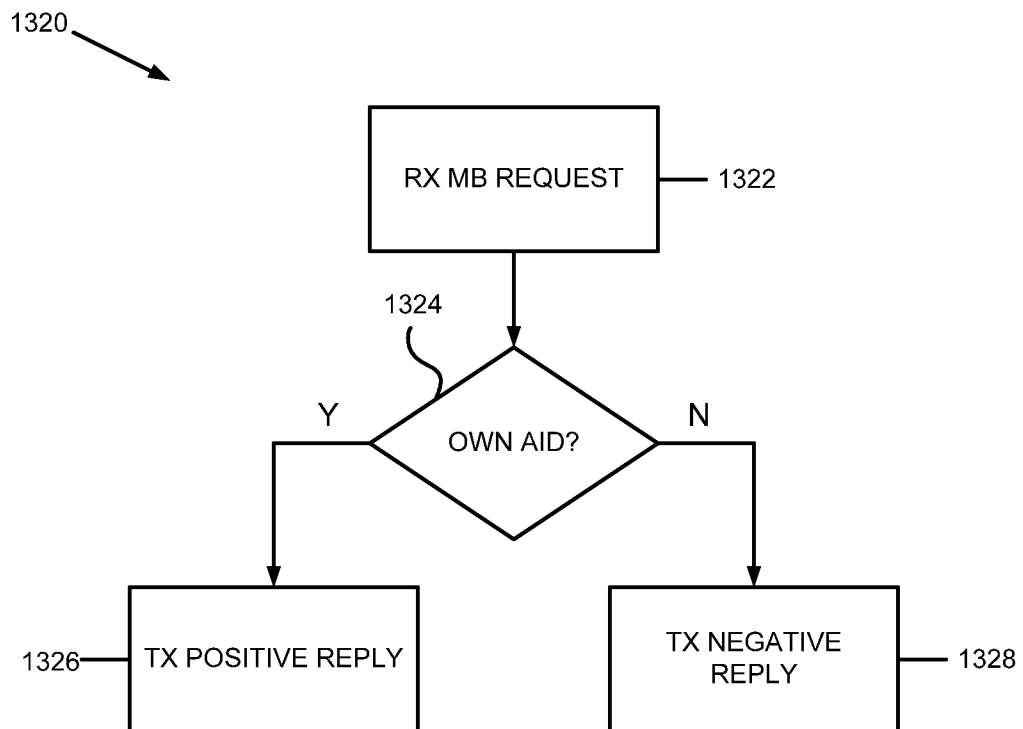 1320
RX MB REQUEST
1322
1324
Y
OWN AID?
N
1326
TX POSITIVE REPLY
TX NEGATIVE
REPLY
1328